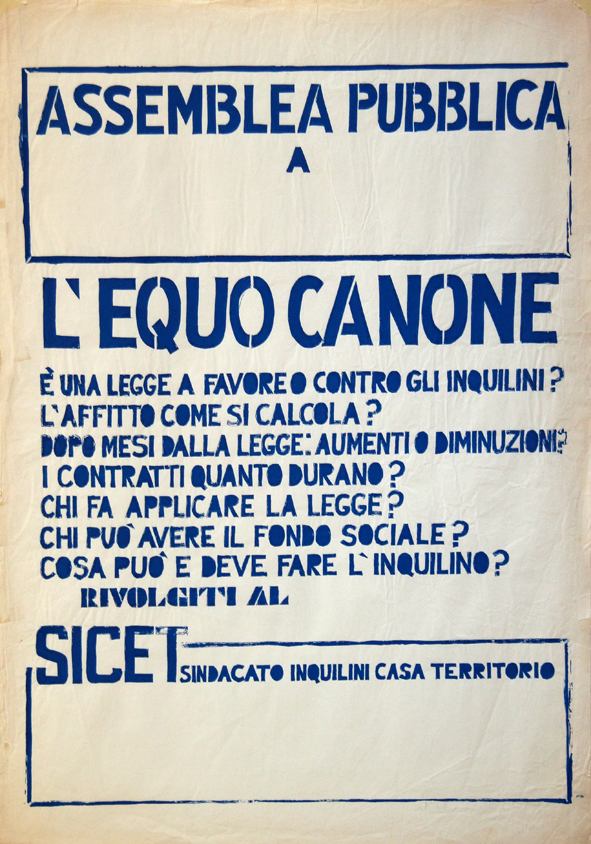 ASSEMBLEA PUBBLICA
A
L'EQUO CANONE
È UNA LEGGE A FAVORE O CONTRO GLI INQUILINI?
L'AFFITTO COME SI CALCOLA?
DOPO MESI DALLA LEGGE: AUMENTI O DIMINUZIONI?
I CONTRATTI QUANTO DURANO?
CHI FA APPLICARE LA LEGGE?
CHI PUO' AVERE IL FONDO SOCIALE?
COSA PUO' E DEVE FARE L'INQUILINO?
RIVOLGITI AL
SICET SINDACATO INQUILINI CASA TERRITORIO